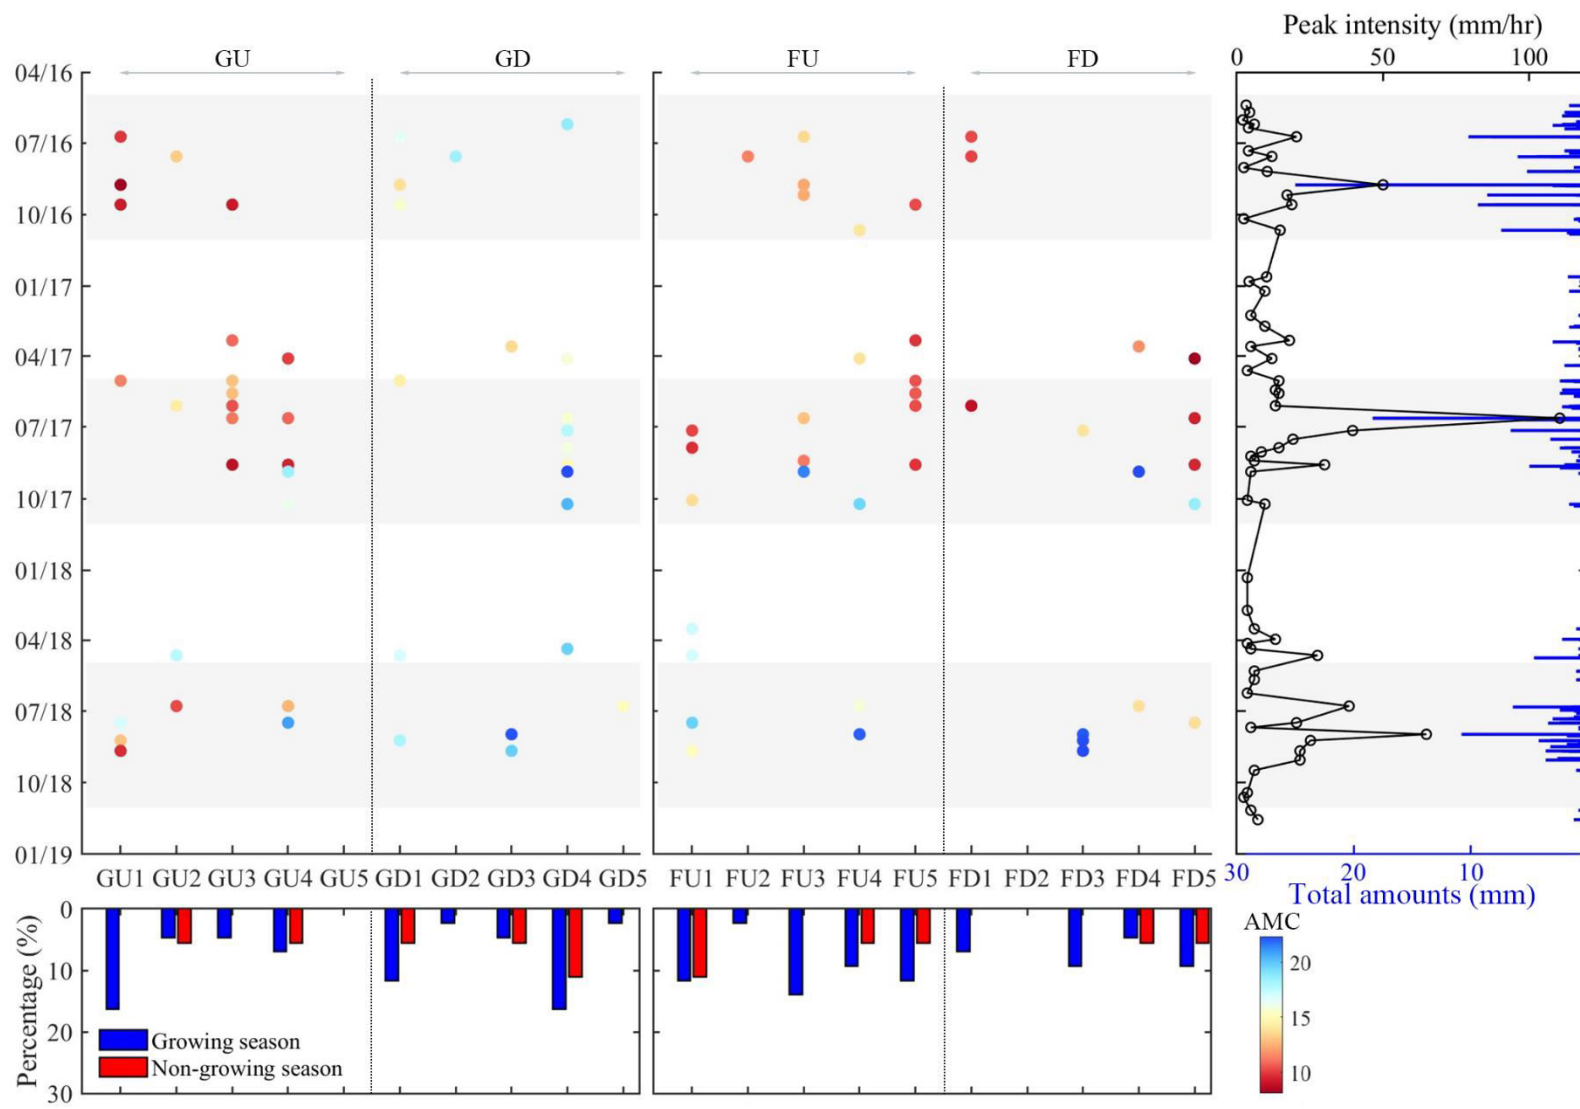 Peak intensity (mm/hr)
GU GD FU FD
0 50 100
04/16
07/16
10/16
01/17
04/17
07/17
10/17
01/18
04/18
07/18
10/18
01/19
30 20 10
GU1 GU2 GU3 GU4 GU5 GD1 GD2 GD3 GD4 GD5 FU1 FU2 FU3 FU4 FU5 FD1 FD2 FD3 FD4 FD5
Total amounts (mm)
Percentage (%)
0
10
20
30
Growing season
Non-growing season
AMC
20
15
10